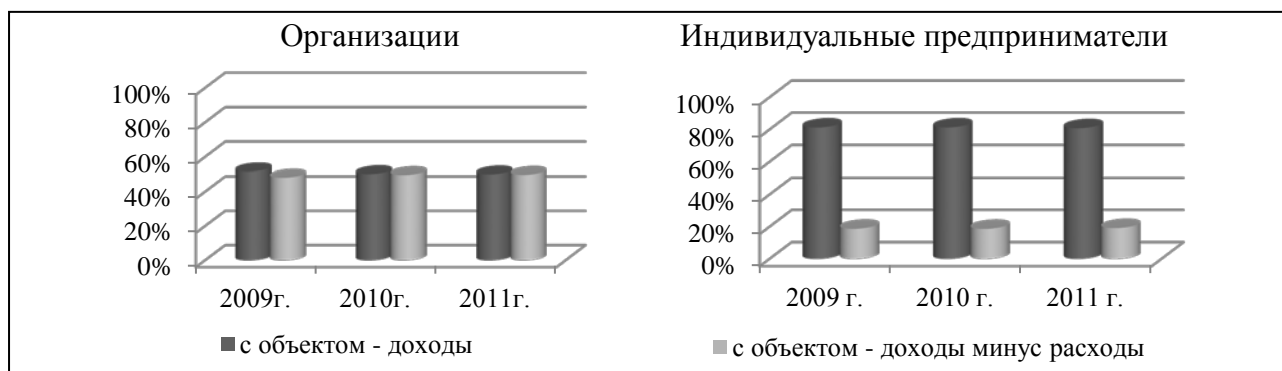 Организации
100%
80%
60%
40%
20%
0%
2009г. 2010г. 2011г.
с объектом - доходы
Индивидуальные предприниматели
100%
80%
60%
40%
20%
0%
2009 г. 2010 г. 2011 г.
с объектом - доходы минус расходы